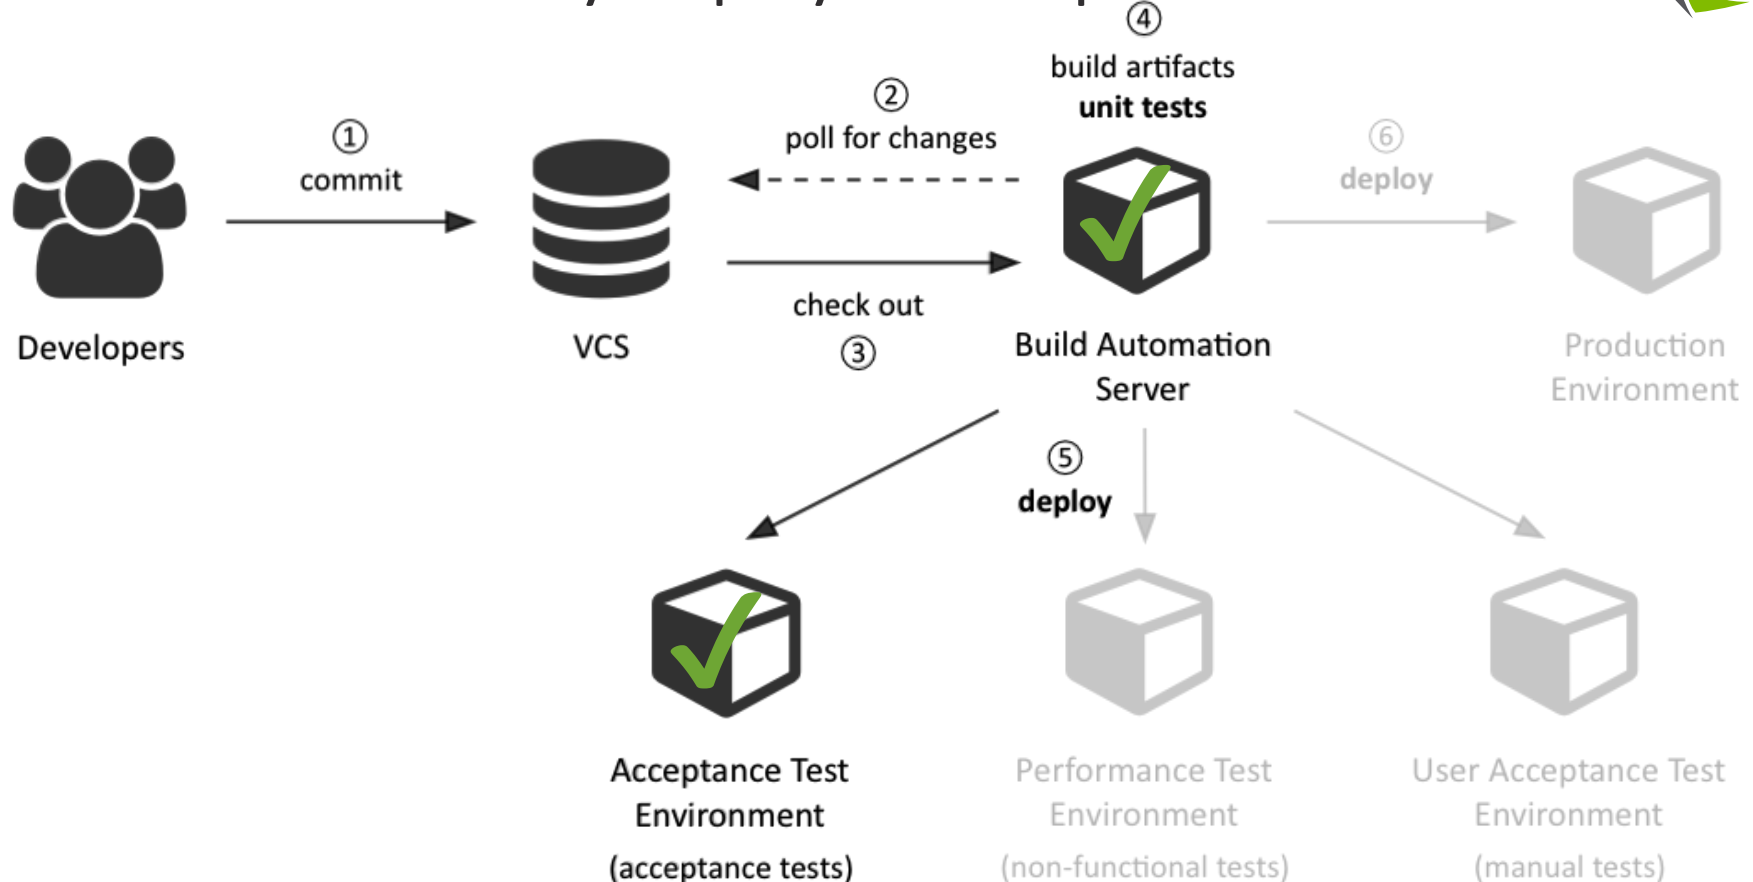 ④
build artifacts
unit tests
②
poll for changes
①
commit
⑥
deploy
check out
③
Developers
VCS
Build Automation
Server
Production
Environment
⑤
deploy
Acceptance Test
Environment
(acceptance tests)
Performance Test
Environment
(non-functional tests)
User Acceptance Test
Environment
(manual tests)